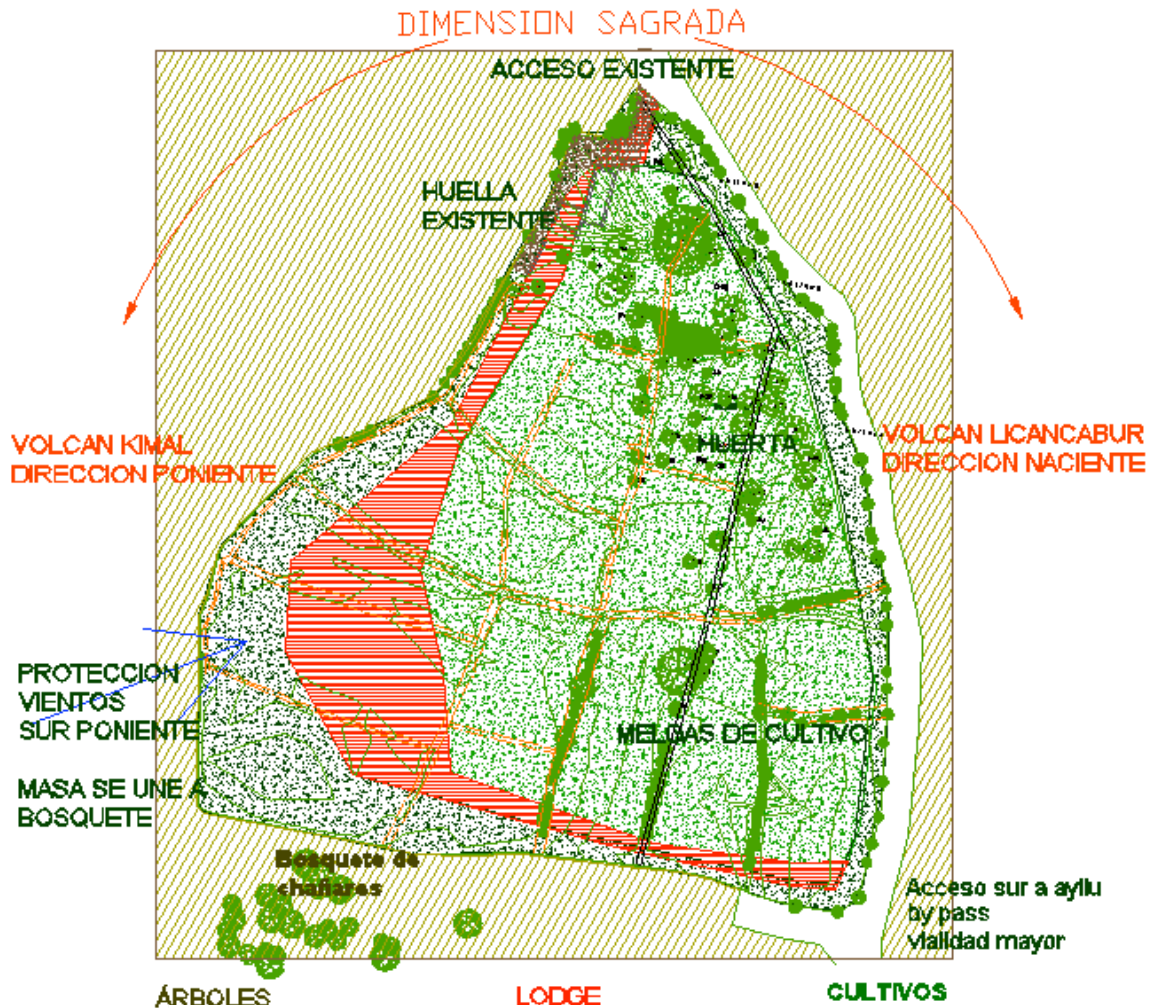 DIMENSION SAGRADA
ACCESO EXISTENTE
HUELLA
EXISTENTE
VOLCAN KIMAL
DIRECCION PONIENTE
HUERTA
VOLCAN LICANCABUR
DIRECCION NACIENTE
PROTECCION
VIENTOS
SUR PONIENTE
MELGAS DE CULTIVO
MASA SE UNE A
BOSQUETE
Bosquete de
chañares
Acceso sur a ayllu
by pass
vialidad mayor
ÁRBOLES
LODGE
CULTIVOS